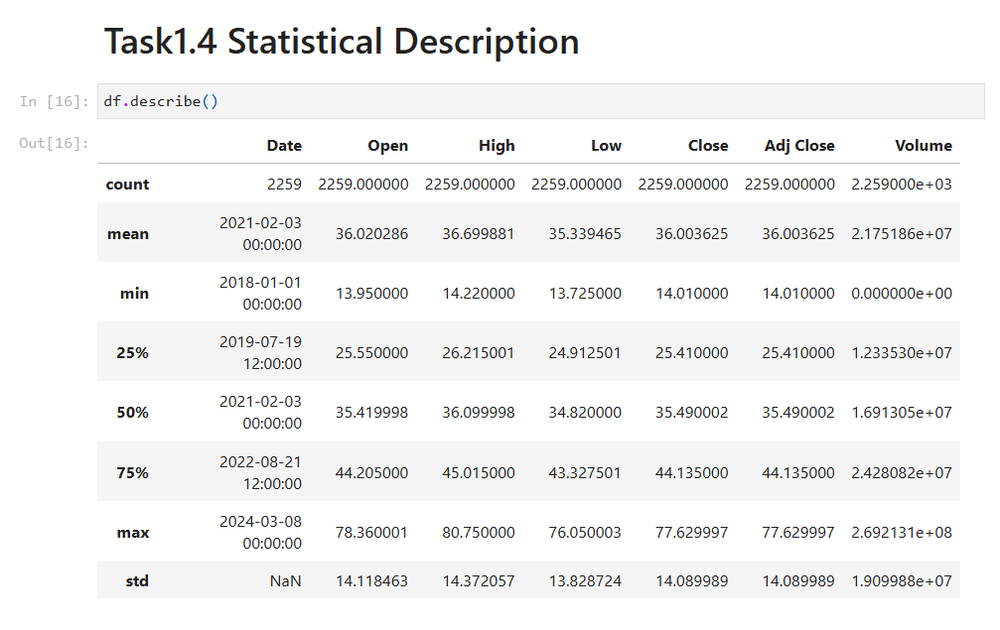 Task1.4 Statistical Description
In [16]: df.describe()
Out[16]:
Date Open High Low Close Adj Close Volume
count 2259 2259.000000 2259.000000 2259.000000 2259.000000 2259.000000 2.259000e+03
mean 2021-02-03 00:00:00 36.020286 36.699881 35.339465 36.003625 36.003625 2.175186e+07
min 2018-01-01 00:00:00 13.950000 14.220000 13.725000 14.010000 14.010000 0.000000e+00
25% 2019-07-19 12:00:00 25.550000 26.215001 24.912501 25.410000 25.410000 1.233530e+07
50% 2021-02-03 00:00:00 35.419998 36.099998 34.820000 35.490002 35.490002 1.691305e+07
75% 2022-08-21 12:00:00 44.205000 45.015000 43.327501 44.135000 44.135000 2.428082e+07
max 2024-03-08 00:00:00 78.360001 80.750000 76.050003 77.629997 77.629997 2.692131e+08
std NaN 14.118463 14.372057 13.828724 14.089989 14.089989 1.909988e+07